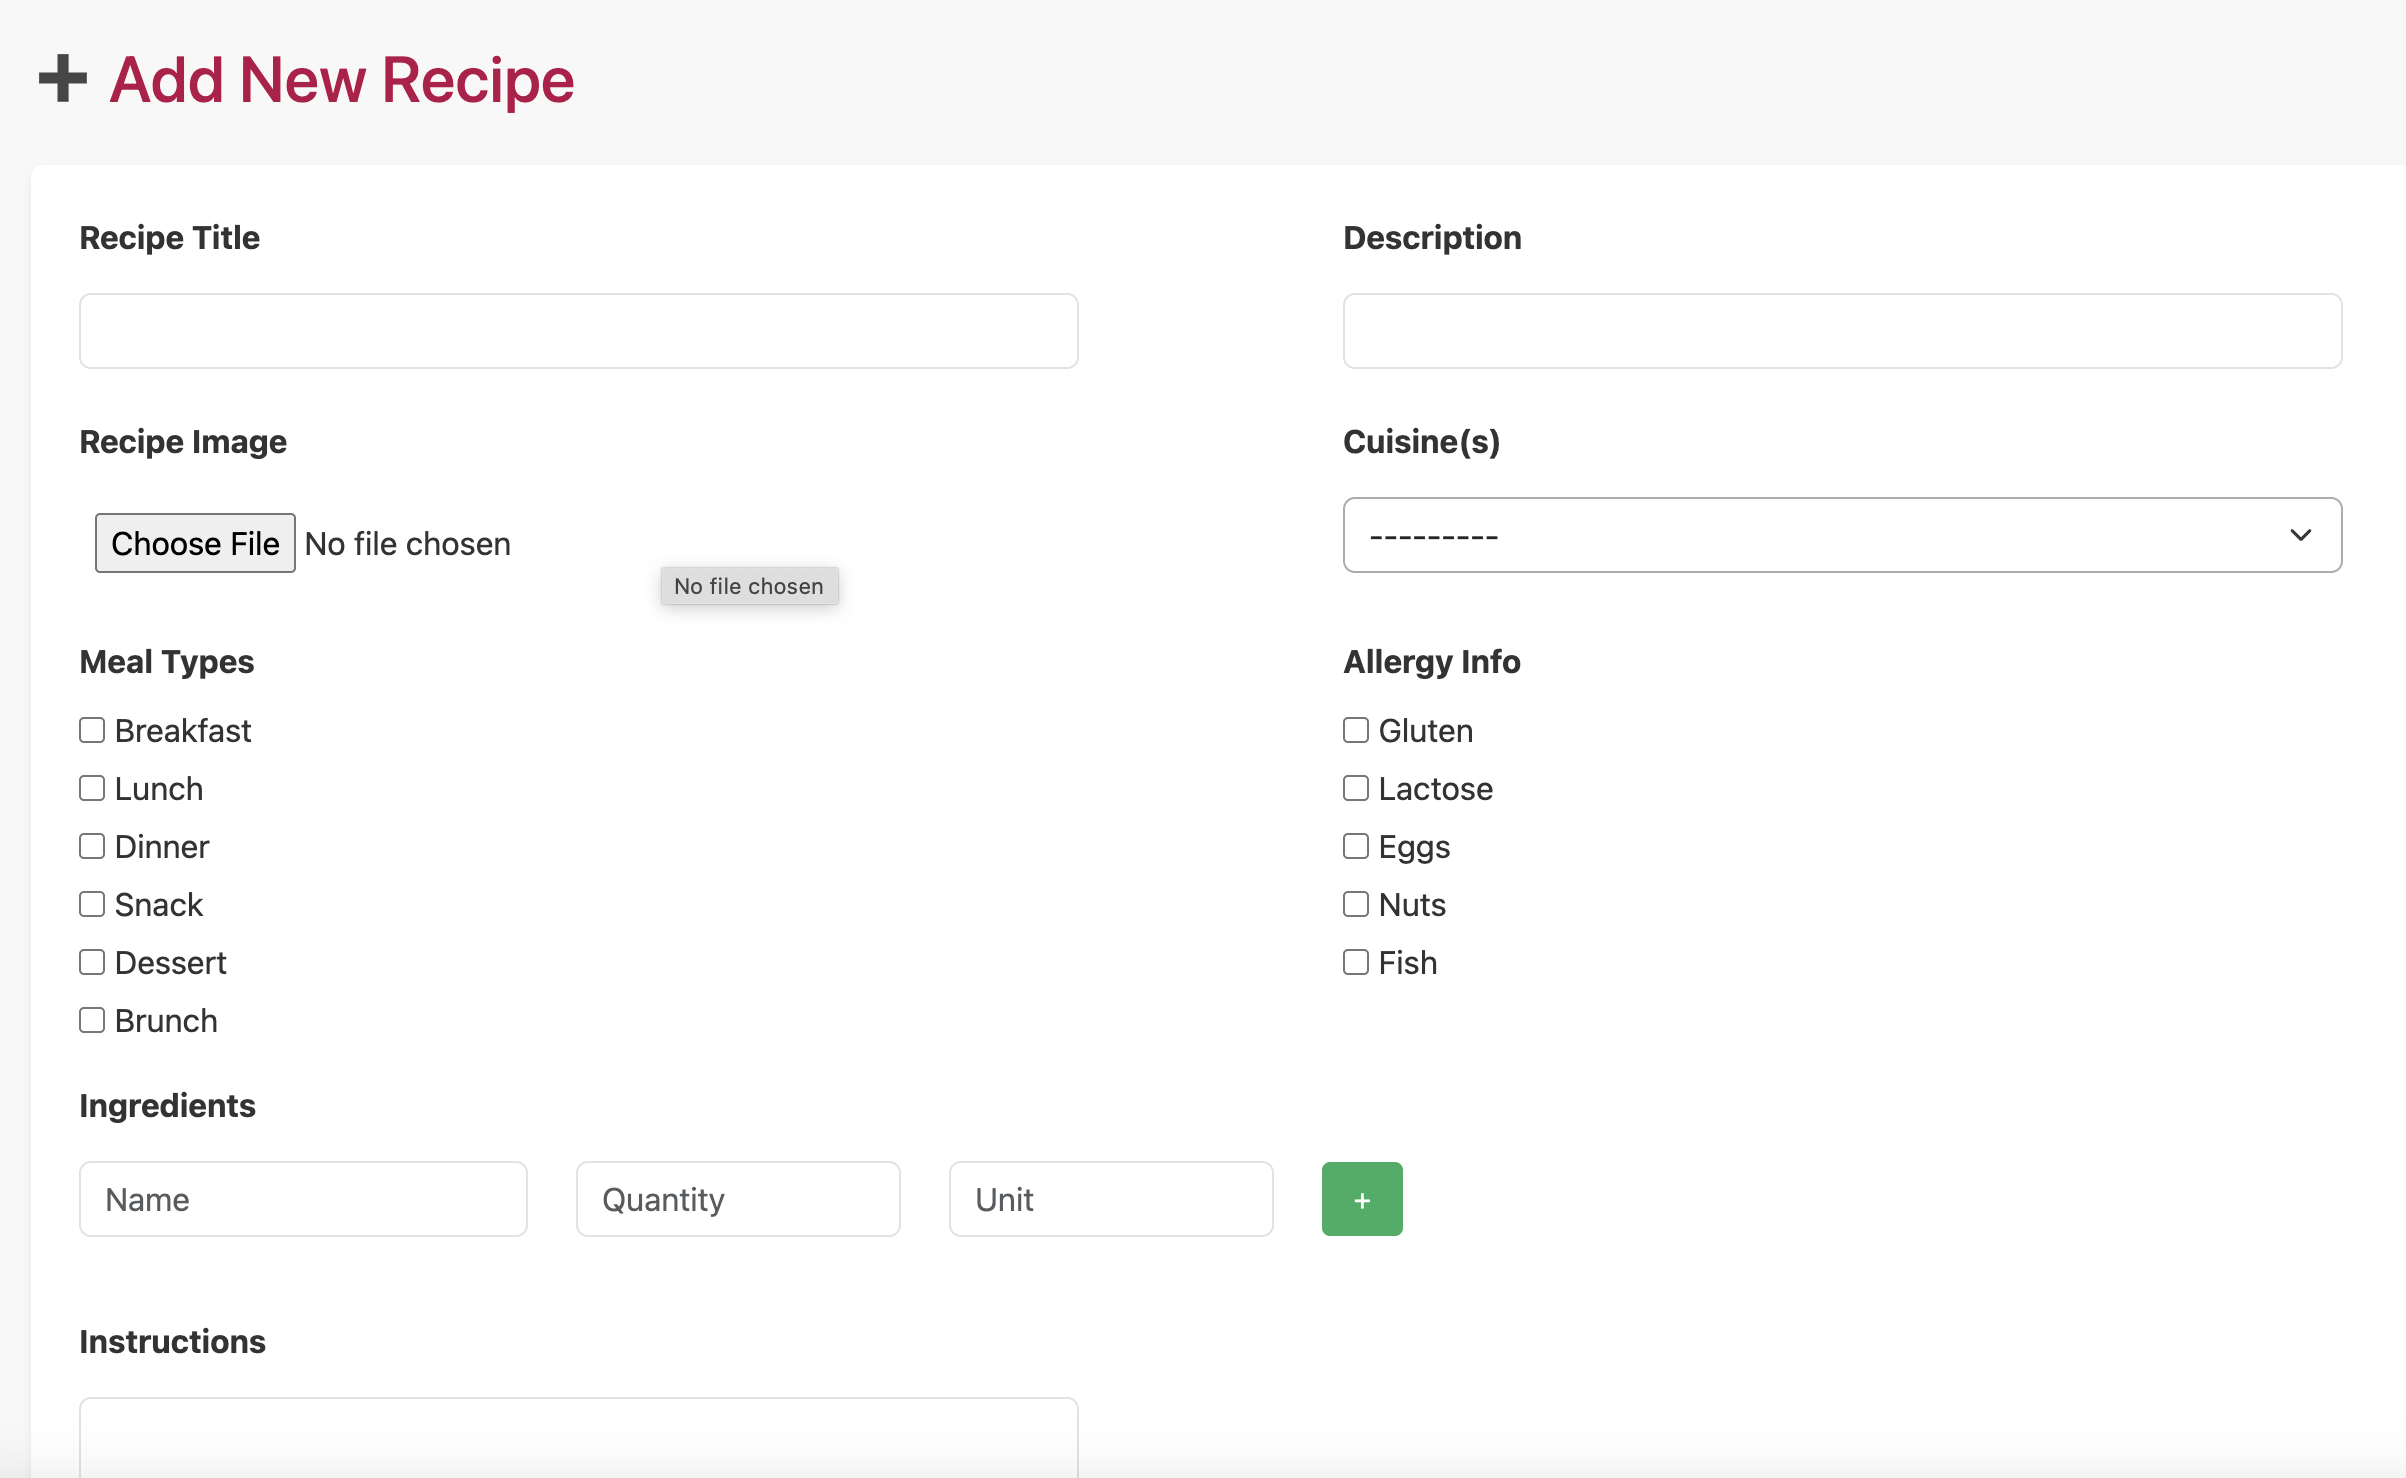 ➕ Add New Recipe
Recipe Title
Description
Recipe Image
Cuisine(s)
Choose File No file chosen
---------
No file chosen
Meal Types
Allergy Info
Breakfast
Lunch
Dinner
Snack
Dessert
Brunch
Gluten
Lactose
Eggs
Nuts
Fish
Ingredients
Name Quantity Unit +
Instructions